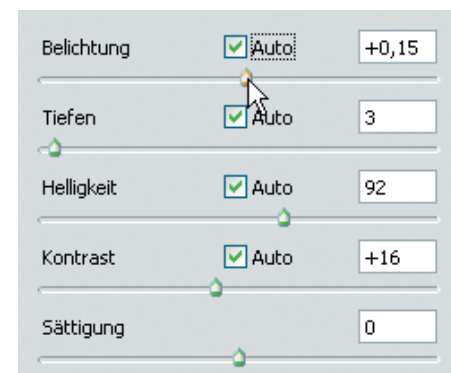 Belichtung Auto +0,15
Tiefen Auto 3
Helligkeit Auto 92
Kontrast Auto +16
Sättigung 0